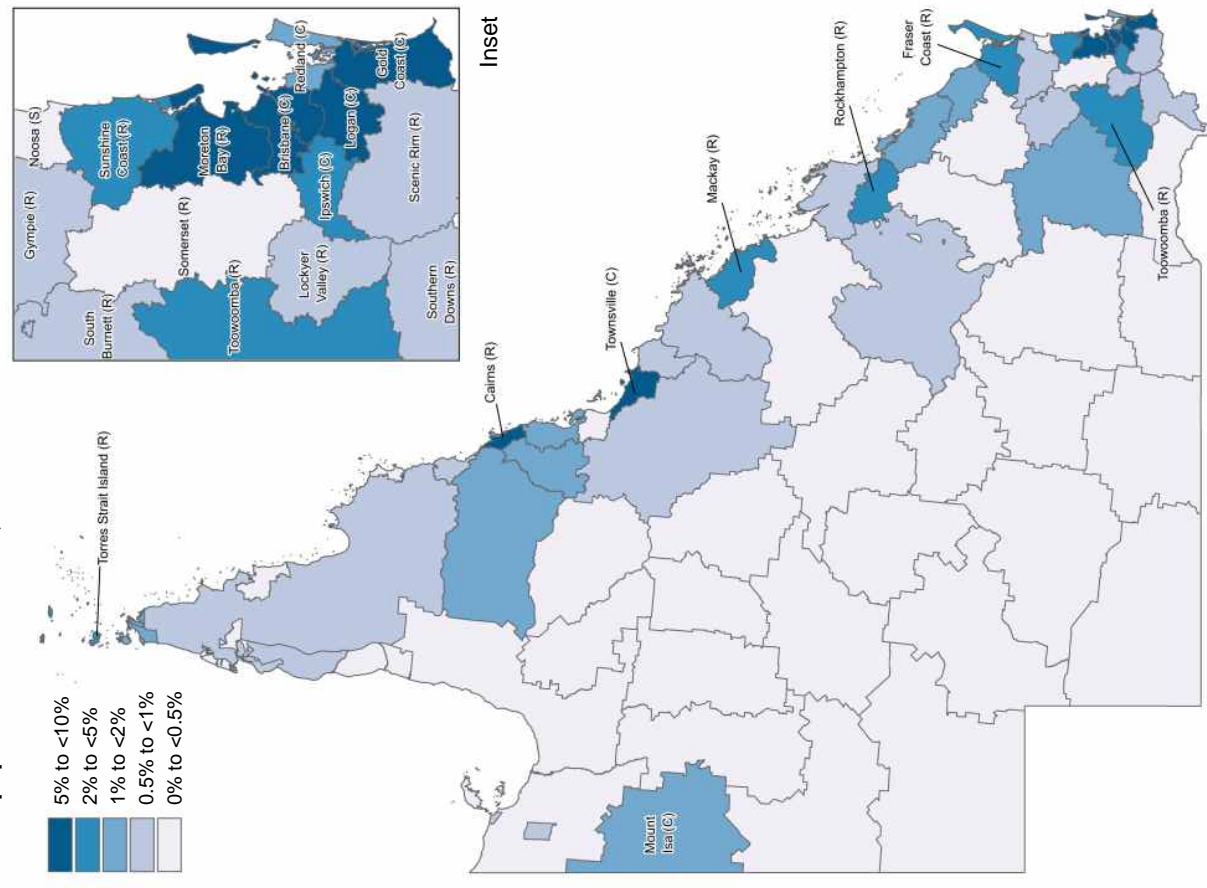 5% to <10%
2% to <5%
1% to <2%
0.5% to <1%
0% to <0.5%
Torres Strait Island (R)
Cairns (R)
Townsville (C)
Mackay (R)
Rockhampton (R)
Fraser
Coast (R)
Toowoomba (R)
Mount
Isa (C)
Gympie (R)
Noosa (S)
South
Burnett (R)
Sunshine
Coast (R)
Somerset (R)
Moreton
Bay (R)
Toowoomba (R)
Brisbane (C)
Redland (C)
Ipswich (C)
Logan (C)
Lockyer
Valley (R)
Gold
Coast (C)
Scenic Rim (R)
Southern
Downs (R)
Inset